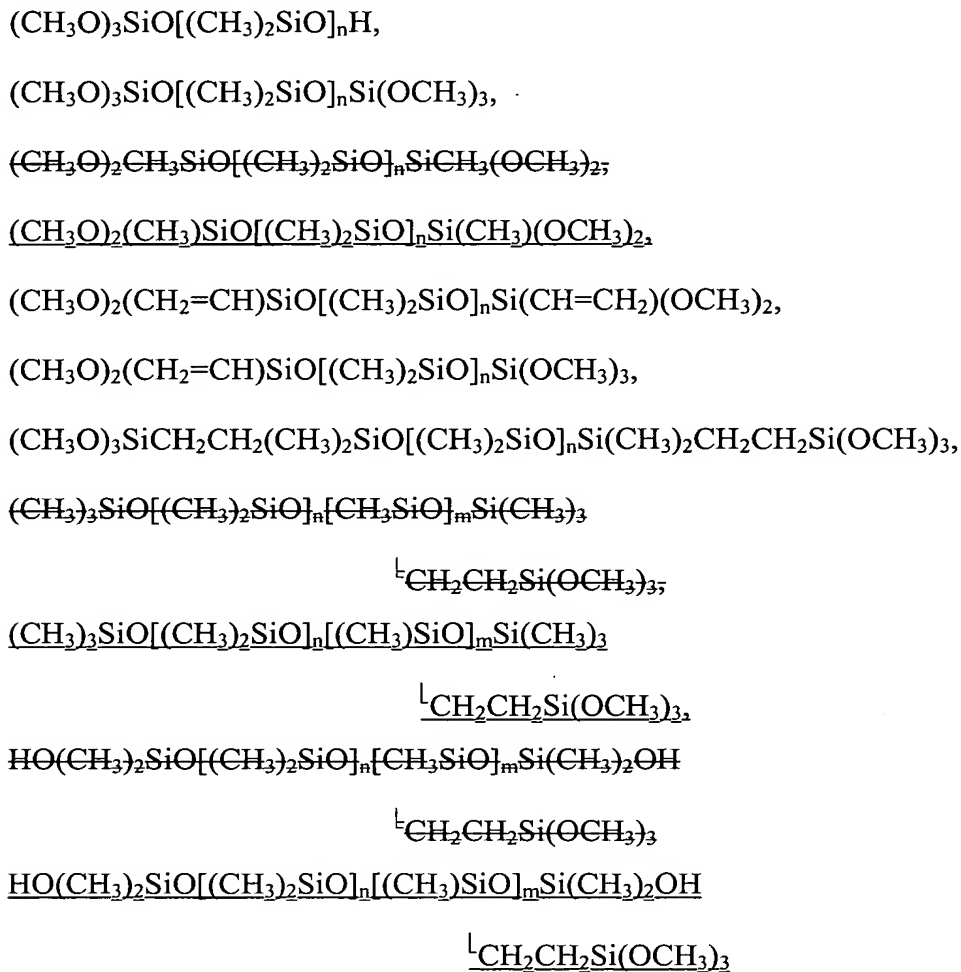 (CH₃O)₃SiO[(CH₃)₂SiO]ₙH,
(CH₃O)₃SiO[(CH₃)₂SiO]ₙSi(OCH₃)₃,
(CH₃O)₂CH₃SiO[(CH₃)₂SiO]ₙSiCH₃(OCH₃)₂,
(CH₃O)₂(CH₃)SiO[(CH₃)₂SiO]ₙSi(CH₃)(OCH₃)₂,
(CH₃O)₂(CH₂=CH)SiO[(CH₃)₂SiO]ₙSi(CH=CH₂)(OCH₃)₂,
(CH₃O)₂(CH₂=CH)SiO[(CH₃)₂SiO]ₙSi(OCH₃)₃,
(CH₃O)₃SiCH₂CH₂(CH₃)₂SiO[(CH₃)₂SiO]ₙSi(CH₃)₂CH₂CH₂Si(OCH₃)₃,
(CH₃)₃SiO[(CH₃)₂SiO]ₙ[CH₃SiO]ₘSi(CH₃)₃
└CH₂CH₂Si(OCH₃)₃,
(CH₃)₃SiO[(CH₃)₂SiO]ₙ[(CH₃)SiO]ₘSi(CH₃)₃
└CH₂CH₂Si(OCH₃)₃,
HO(CH₃)₂SiO[(CH₃)₂SiO]ₙ[CH₃SiO]ₘSi(CH₃)₂OH
└CH₂CH₂Si(OCH₃)₃
HO(CH₃)₂SiO[(CH₃)₂SiO]ₙ[(CH₃)SiO]ₘSi(CH₃)₂OH
└CH₂CH₂Si(OCH₃)₃